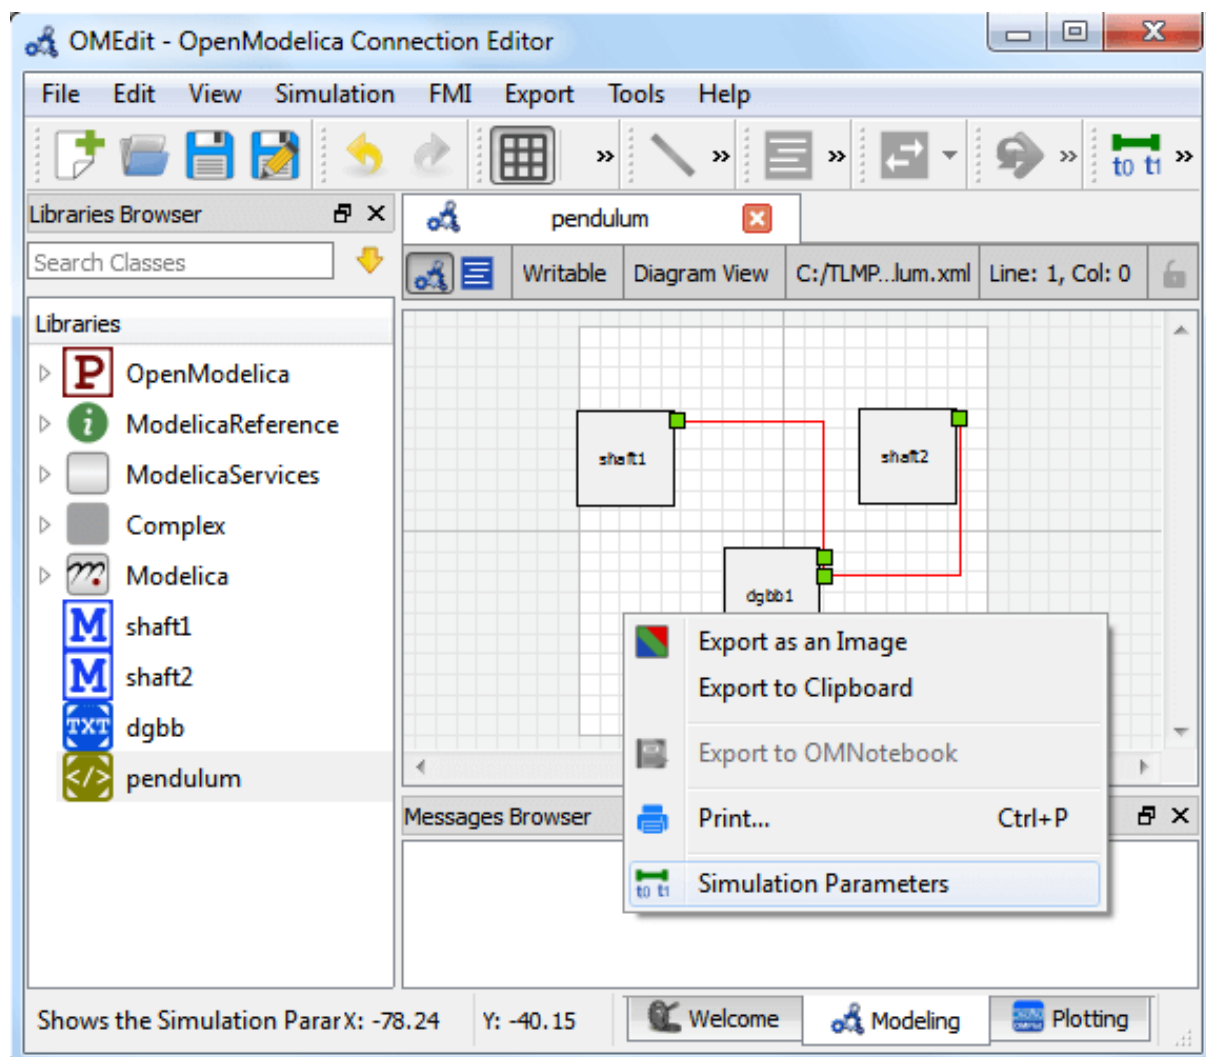 OMEdit - OpenModelica Connection Editor
File Edit View Simulation FMI Export Tools Help
t0 t1
Libraries Browser
pendulum
Search Classes
Writable Diagram View C:/TLMP...lum.xml Line: 1, Col: 0
Libraries
P OpenModelica
i ModelicaReference
ModelicaServices
Complex
Modelica
M shaft1
M shaft2
TXT dgbb
</> pendulum
shaft1
shaft2
dgbb1
Export as an Image
Export to Clipboard
Export to OMNotebook
Print... Ctrl+P
t0 t1 Simulation Parameters
Messages Browser
Shows the Simulation Parar X: -78.24 Y: -40.15 Welcome Modeling Plotting